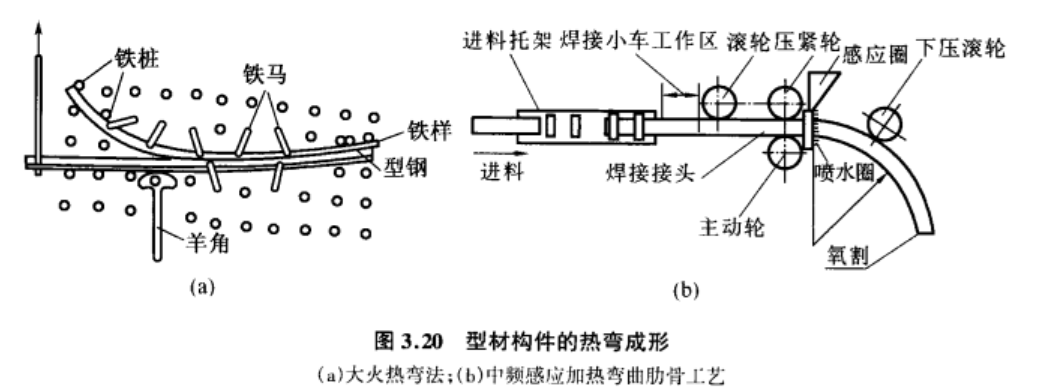 进料托架 焊接小车工作区 滚轮压紧轮
感应圈
下压滚轮
铁桩
铁马
铁样
型钢
羊角
进料
焊接接头
喷水圈
主动轮
氧割
(a)
(b)
图 3.20 型材构件的热弯成形
(a)大火热弯法;(b)中频感应加热弯曲肋骨工艺